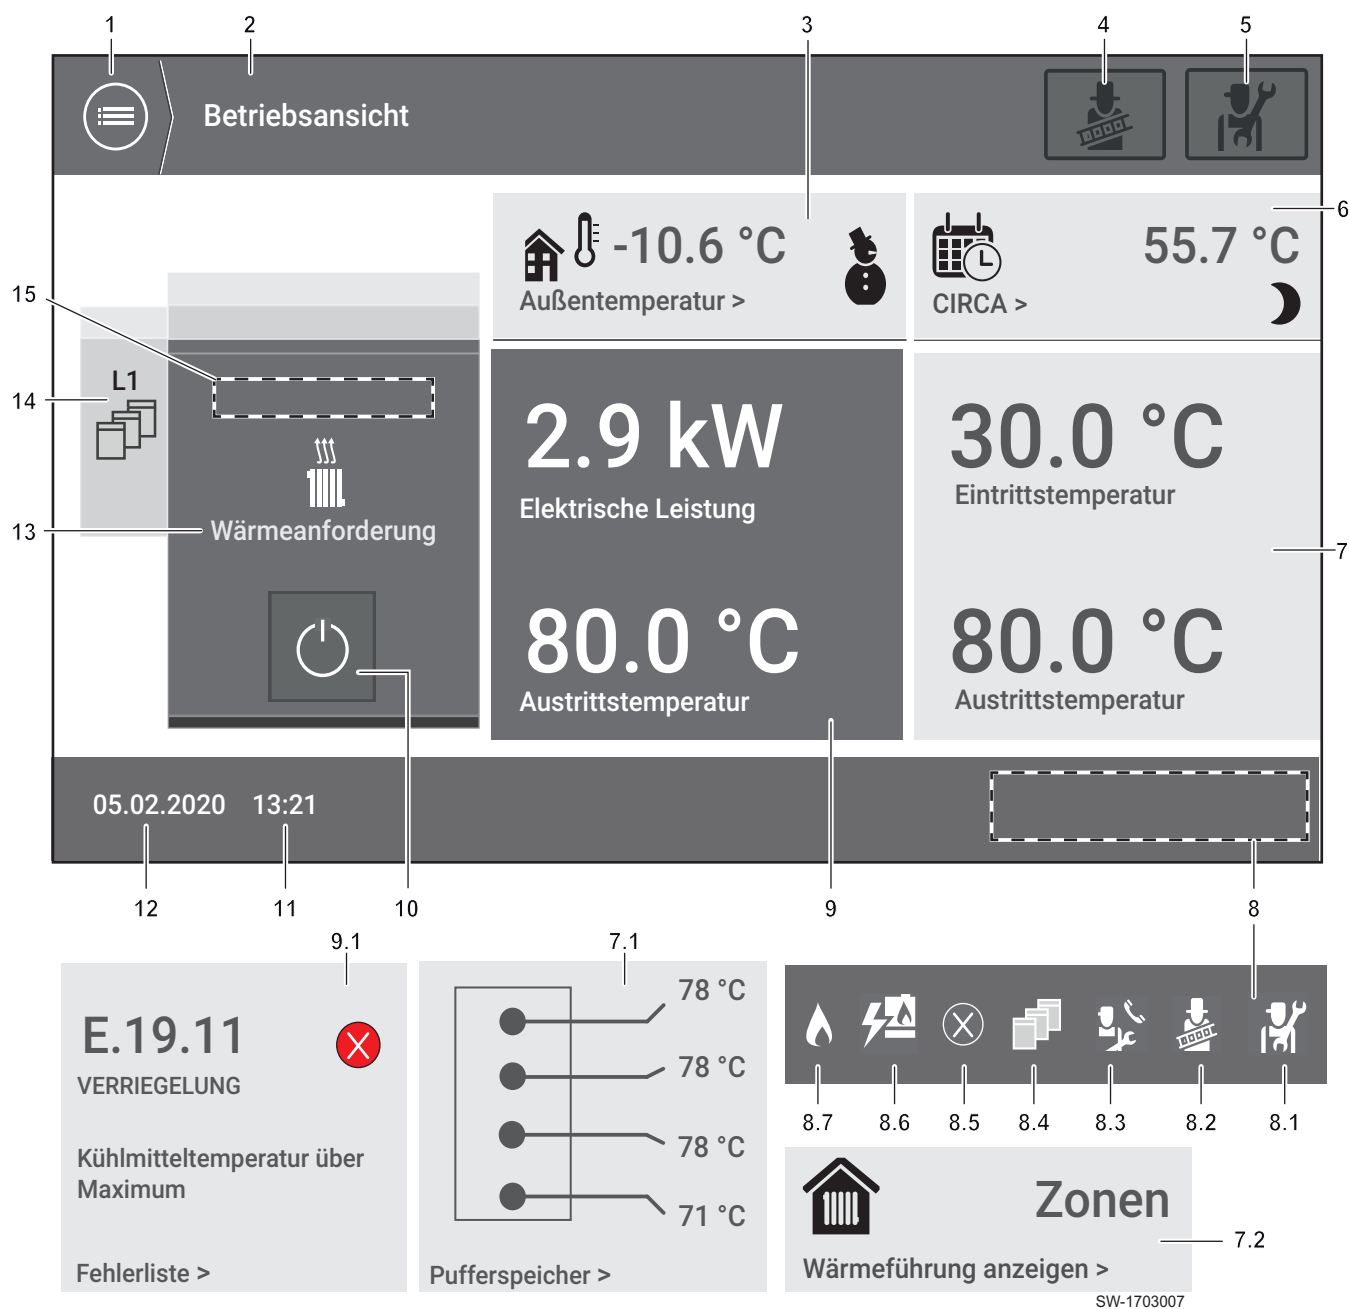 1
2
3
4
5
Betriebsansicht
6
-10.6 °C
Außentemperatur >
55.7 °C
CIRCA >
15
14
L1
13
Wärmeanforderung
2.9 kW
Elektrische Leistung
80.0 °C
Austrittstemperatur
30.0 °C
Eintrittstemperatur
7
80.0 °C
Austrittstemperatur
05.02.2020 13:21
12
11
10
9
8
9.1
E.19.11
VERRIEGELUNG
Kühlmitteltemperatur über
Maximum
Fehlerliste >
7.1
78 °C
78 °C
78 °C
71 °C
Pufferspeicher >
8.7
8.6
8.5
8.4
8.3
8.2
8.1
Zonen
7.2
Wärmeführung anzeigen >
SW-1703007